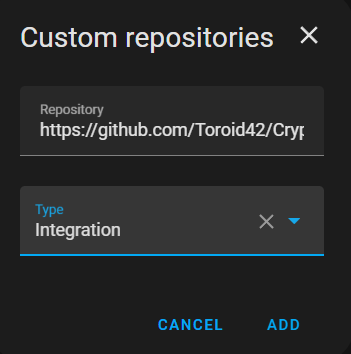 Custom repositories
Repository
https://github.com/Toroid42/Cryp
Type
Integration
CANCEL
ADD